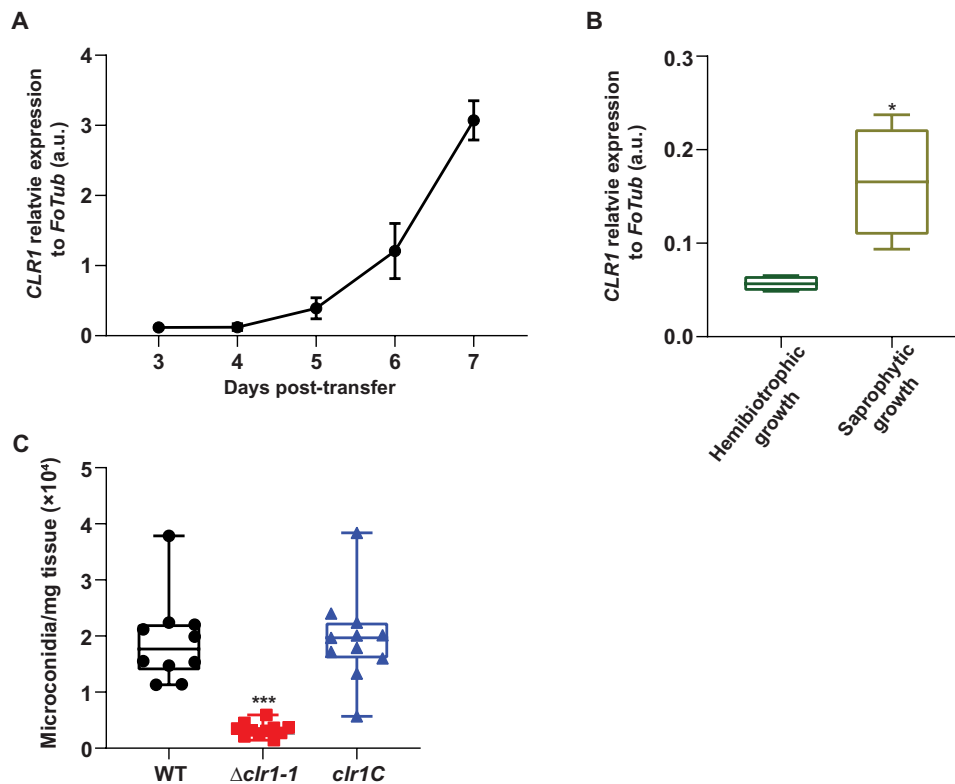 A
CLR1 relatvie expression
to FoTub (a.u.)
4
3
2
1
0
3 4 5 6 7
Days post-transfer
B
CLR1 relatvie expression
to FoTub (a.u.)
0.3
0.2
0.1
0.0
*
Hemibiotrophic
growth
Saprophytic
growth
C
Microconidia/mg tissue (×10⁴)
5
4
3
2
1
0
***
WT Δclr1-1 clr1C